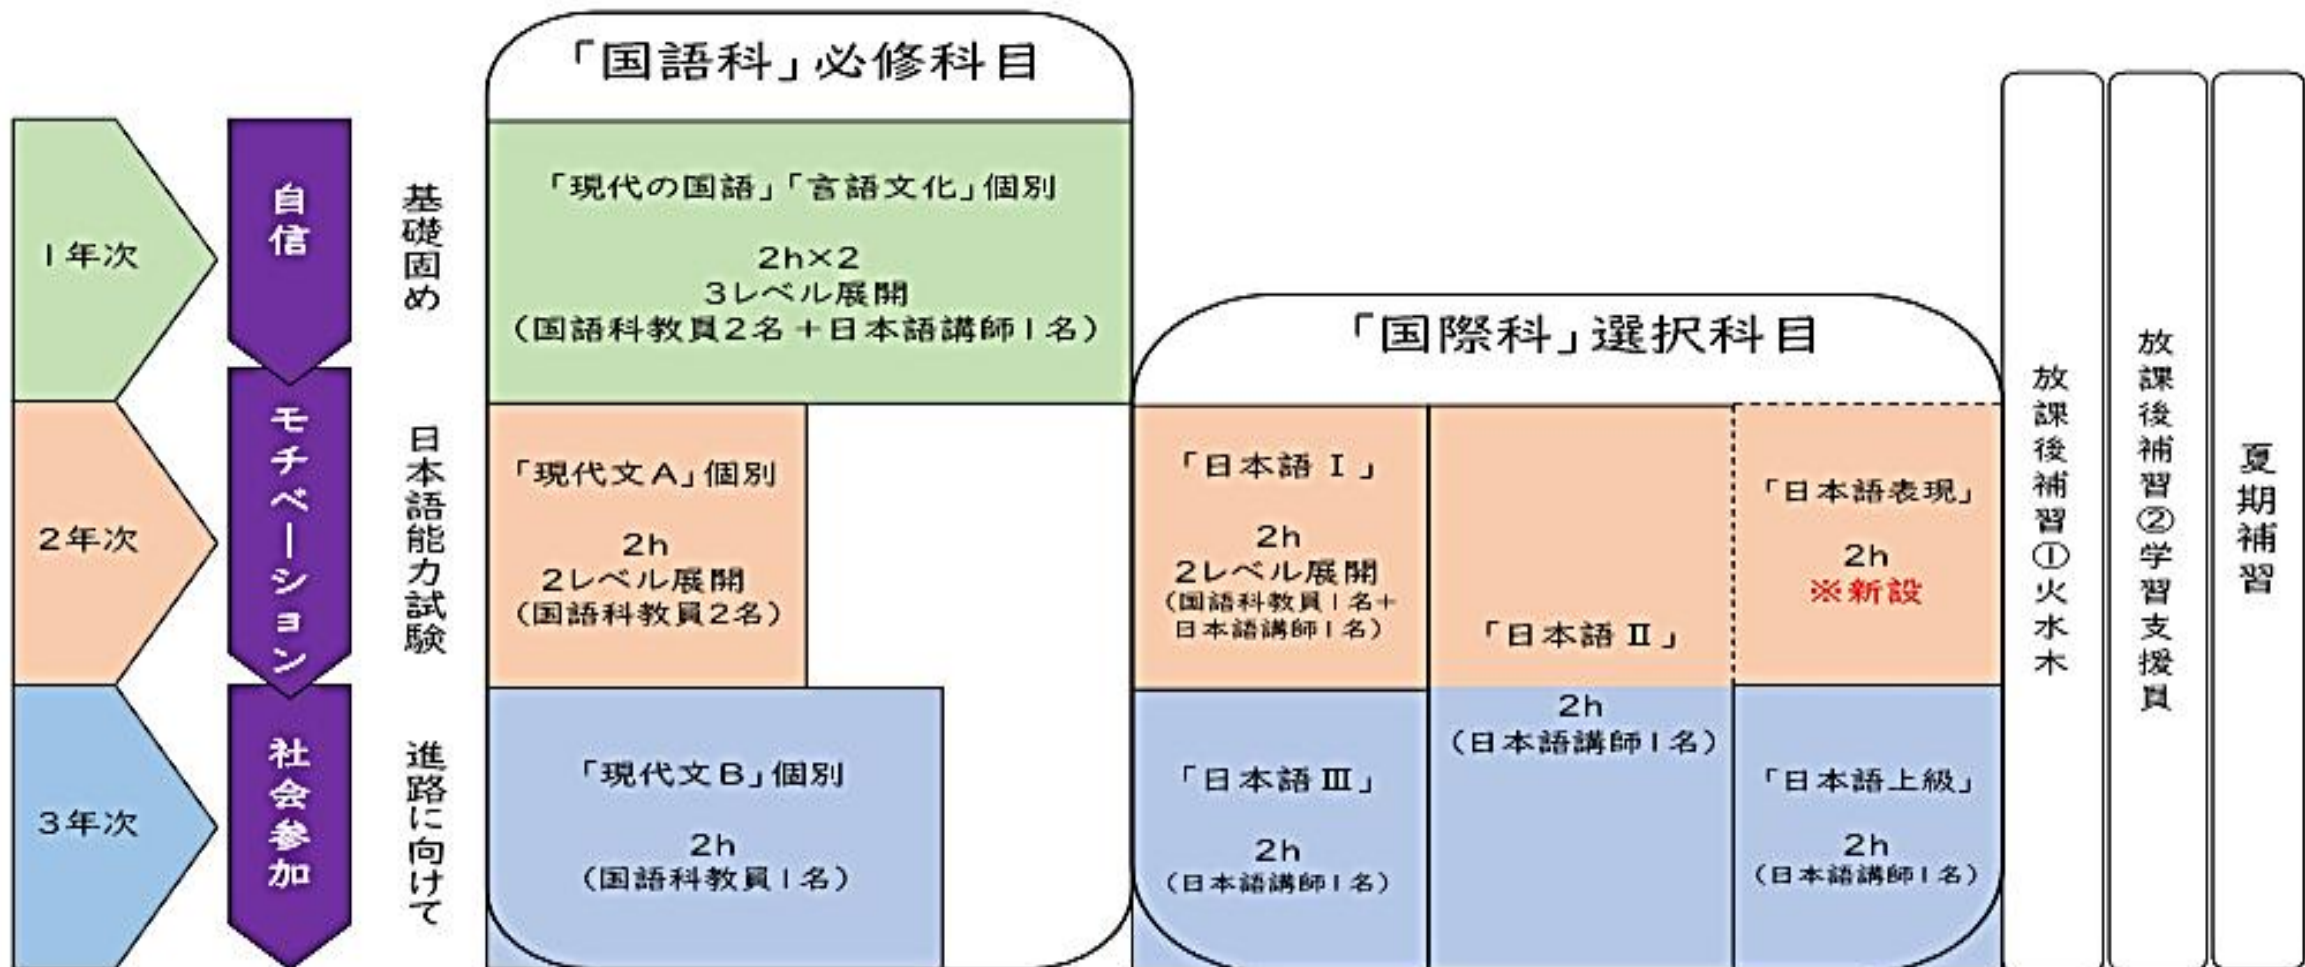 「国語科」必修科目
1年次
自信
基礎固め
「現代の国語」「言語文化」個別
2h×2
3レベル展開
(国語科教員2名+日本語講師1名)
「国際科」選択科目
2年次
モチベーション
日本語能力試験
「現代文A」個別
2h
2レベル展開
(国語科教員2名)
「日本語Ⅰ」
2h
2レベル展開
(国語科教員1名+
日本語講師1名)
「日本語Ⅱ」
2h
(日本語講師1名)
「日本語表現」
2h
※新設
3年次
社会参加
進路に向けて
「現代文B」個別
2h
(国語科教員1名)
「日本語Ⅲ」
2h
(日本語講師1名)
「日本語上級」
2h
(日本語講師1名)
放課後補習①火水木
放課後補習②学習支援員
夏期補習